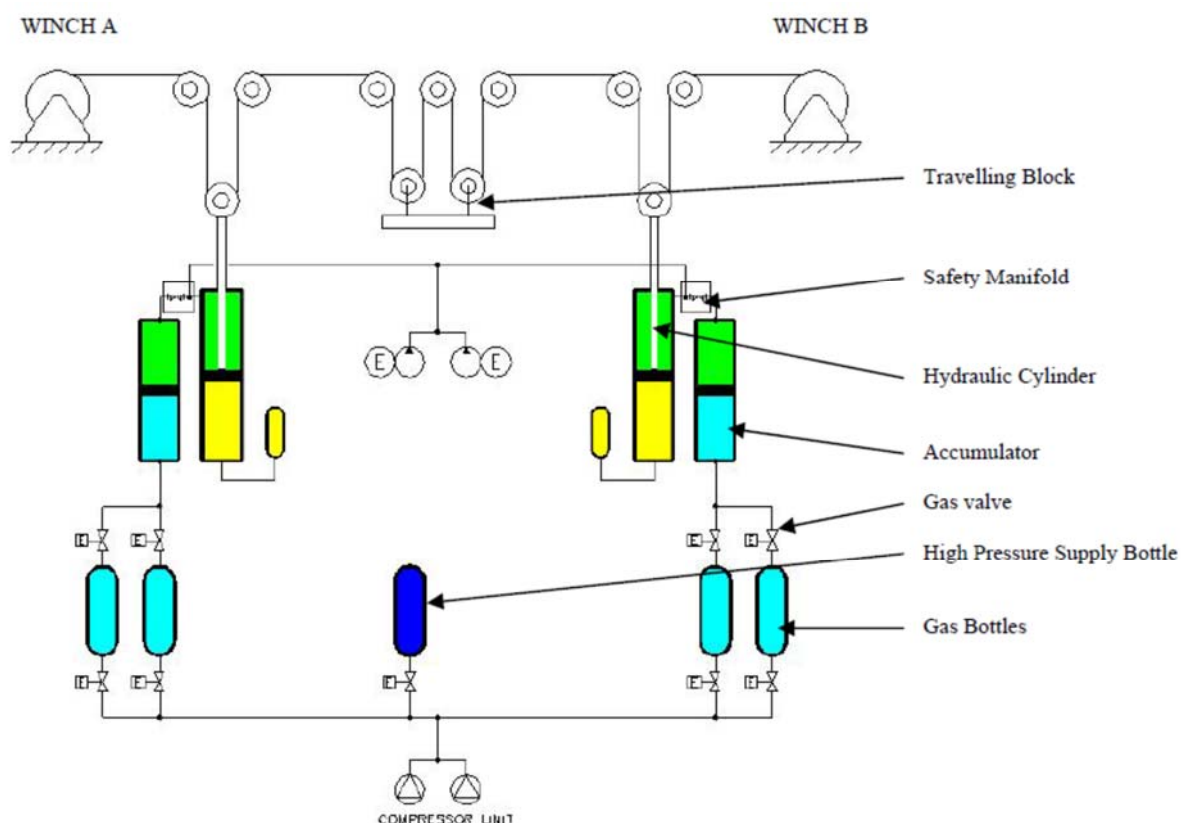 WINCH A
WINCH B
Travelling Block
Safety Manifold
E
E
Hydraulic Cylinder
Accumulator
Gas valve
E
E
E
E
High Pressure Supply Bottle
Gas Bottles
E
E
E
E
E
COMPRESSOR UNIT